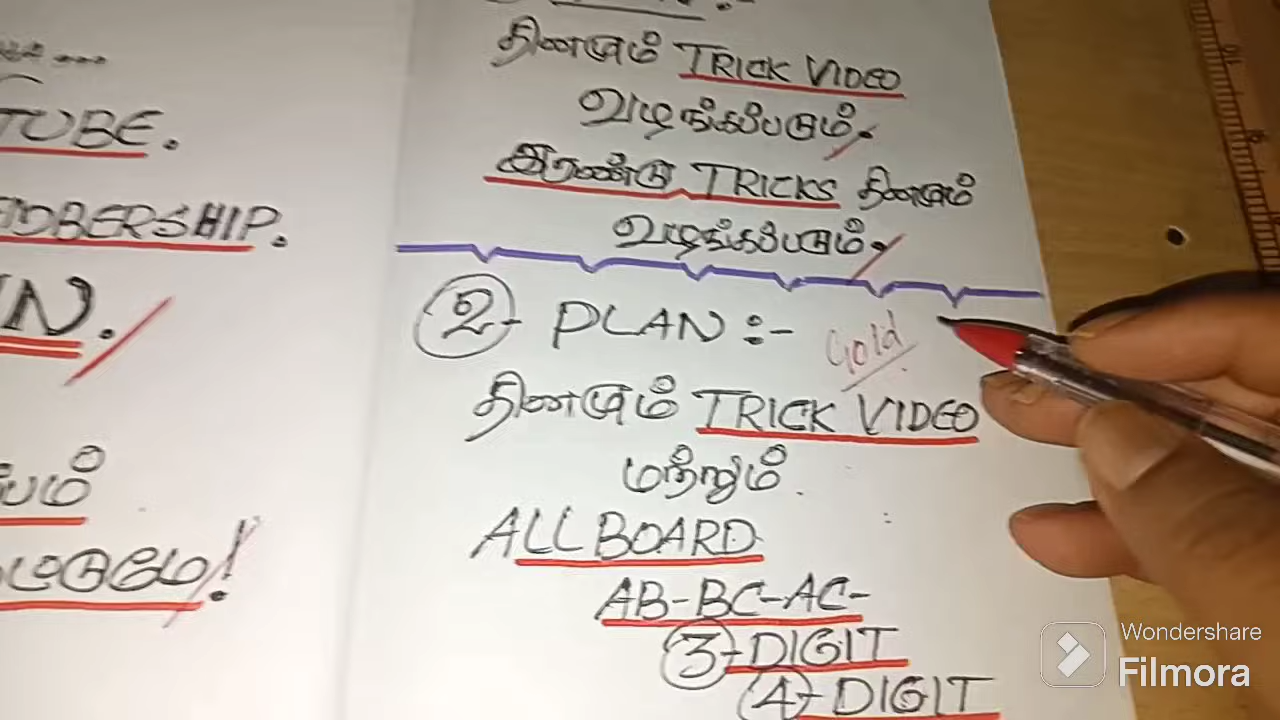 TUBE.
MEMBERSHIP.
தினமும் TRICK VIDEO
வழங்கப்படும்.
இரண்டு TRICKS தினமும்
வழங்கப்படும்.
2- PLAN:- Gold
தினமும் TRICK VIDEO
மற்றும்.
ALL BOARD
AB-BC-AC-
3-DIGIT
4-DIGIT
Wondershare
Filmora